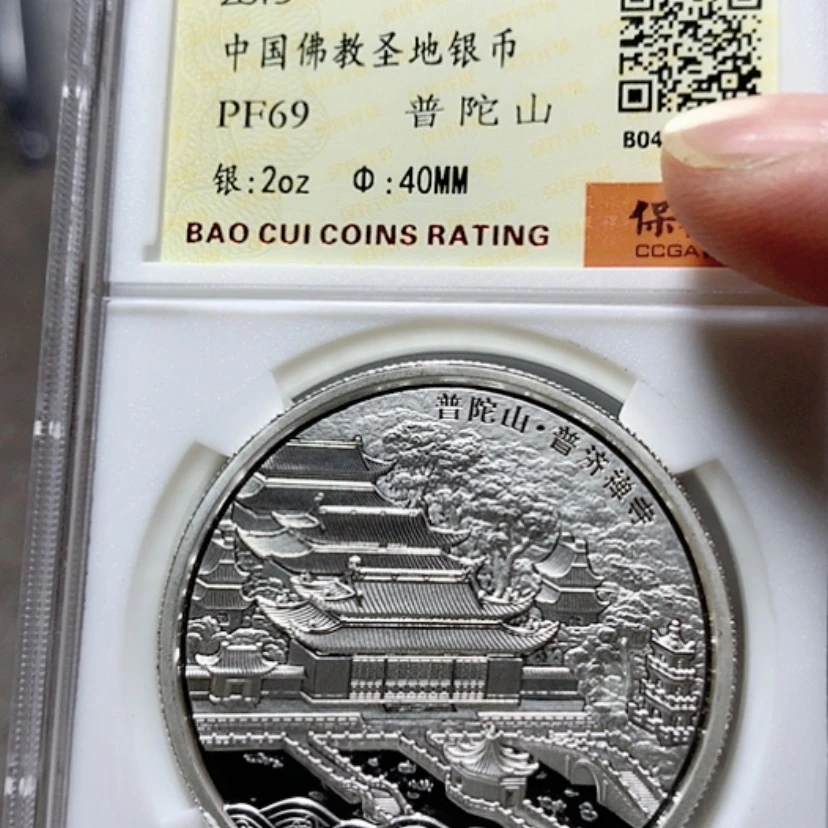 中国佛教圣地银币
PF69 普陀山
银:2oz Φ:40MM
B04
BAO CUI COINS RATING
保
CCGA
普陀山·普济禅寺